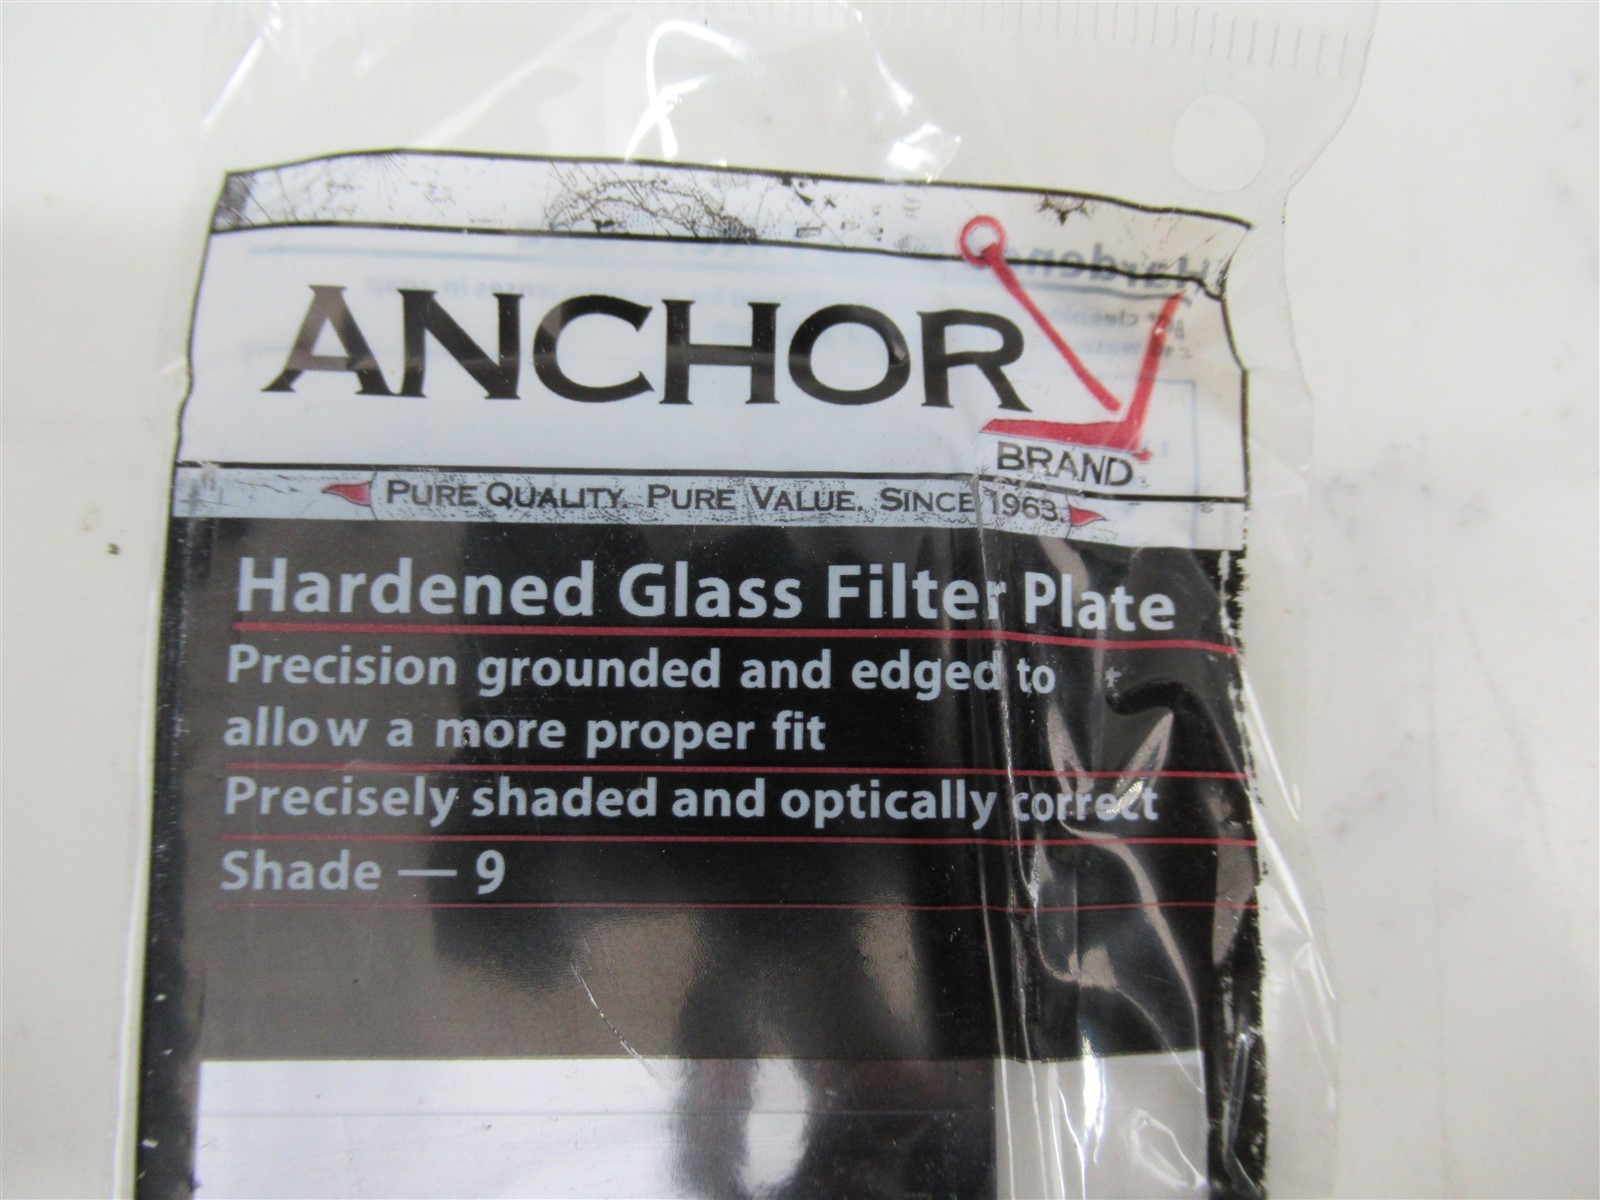 ANCHOR
BRAND
PURE QUALITY. PURE VALUE. SINCE 1963.
Hardened Glass Filter Plate
Precision grounded and edged to
allow a more proper fit
Precisely shaded and optically correct
Shade — 9